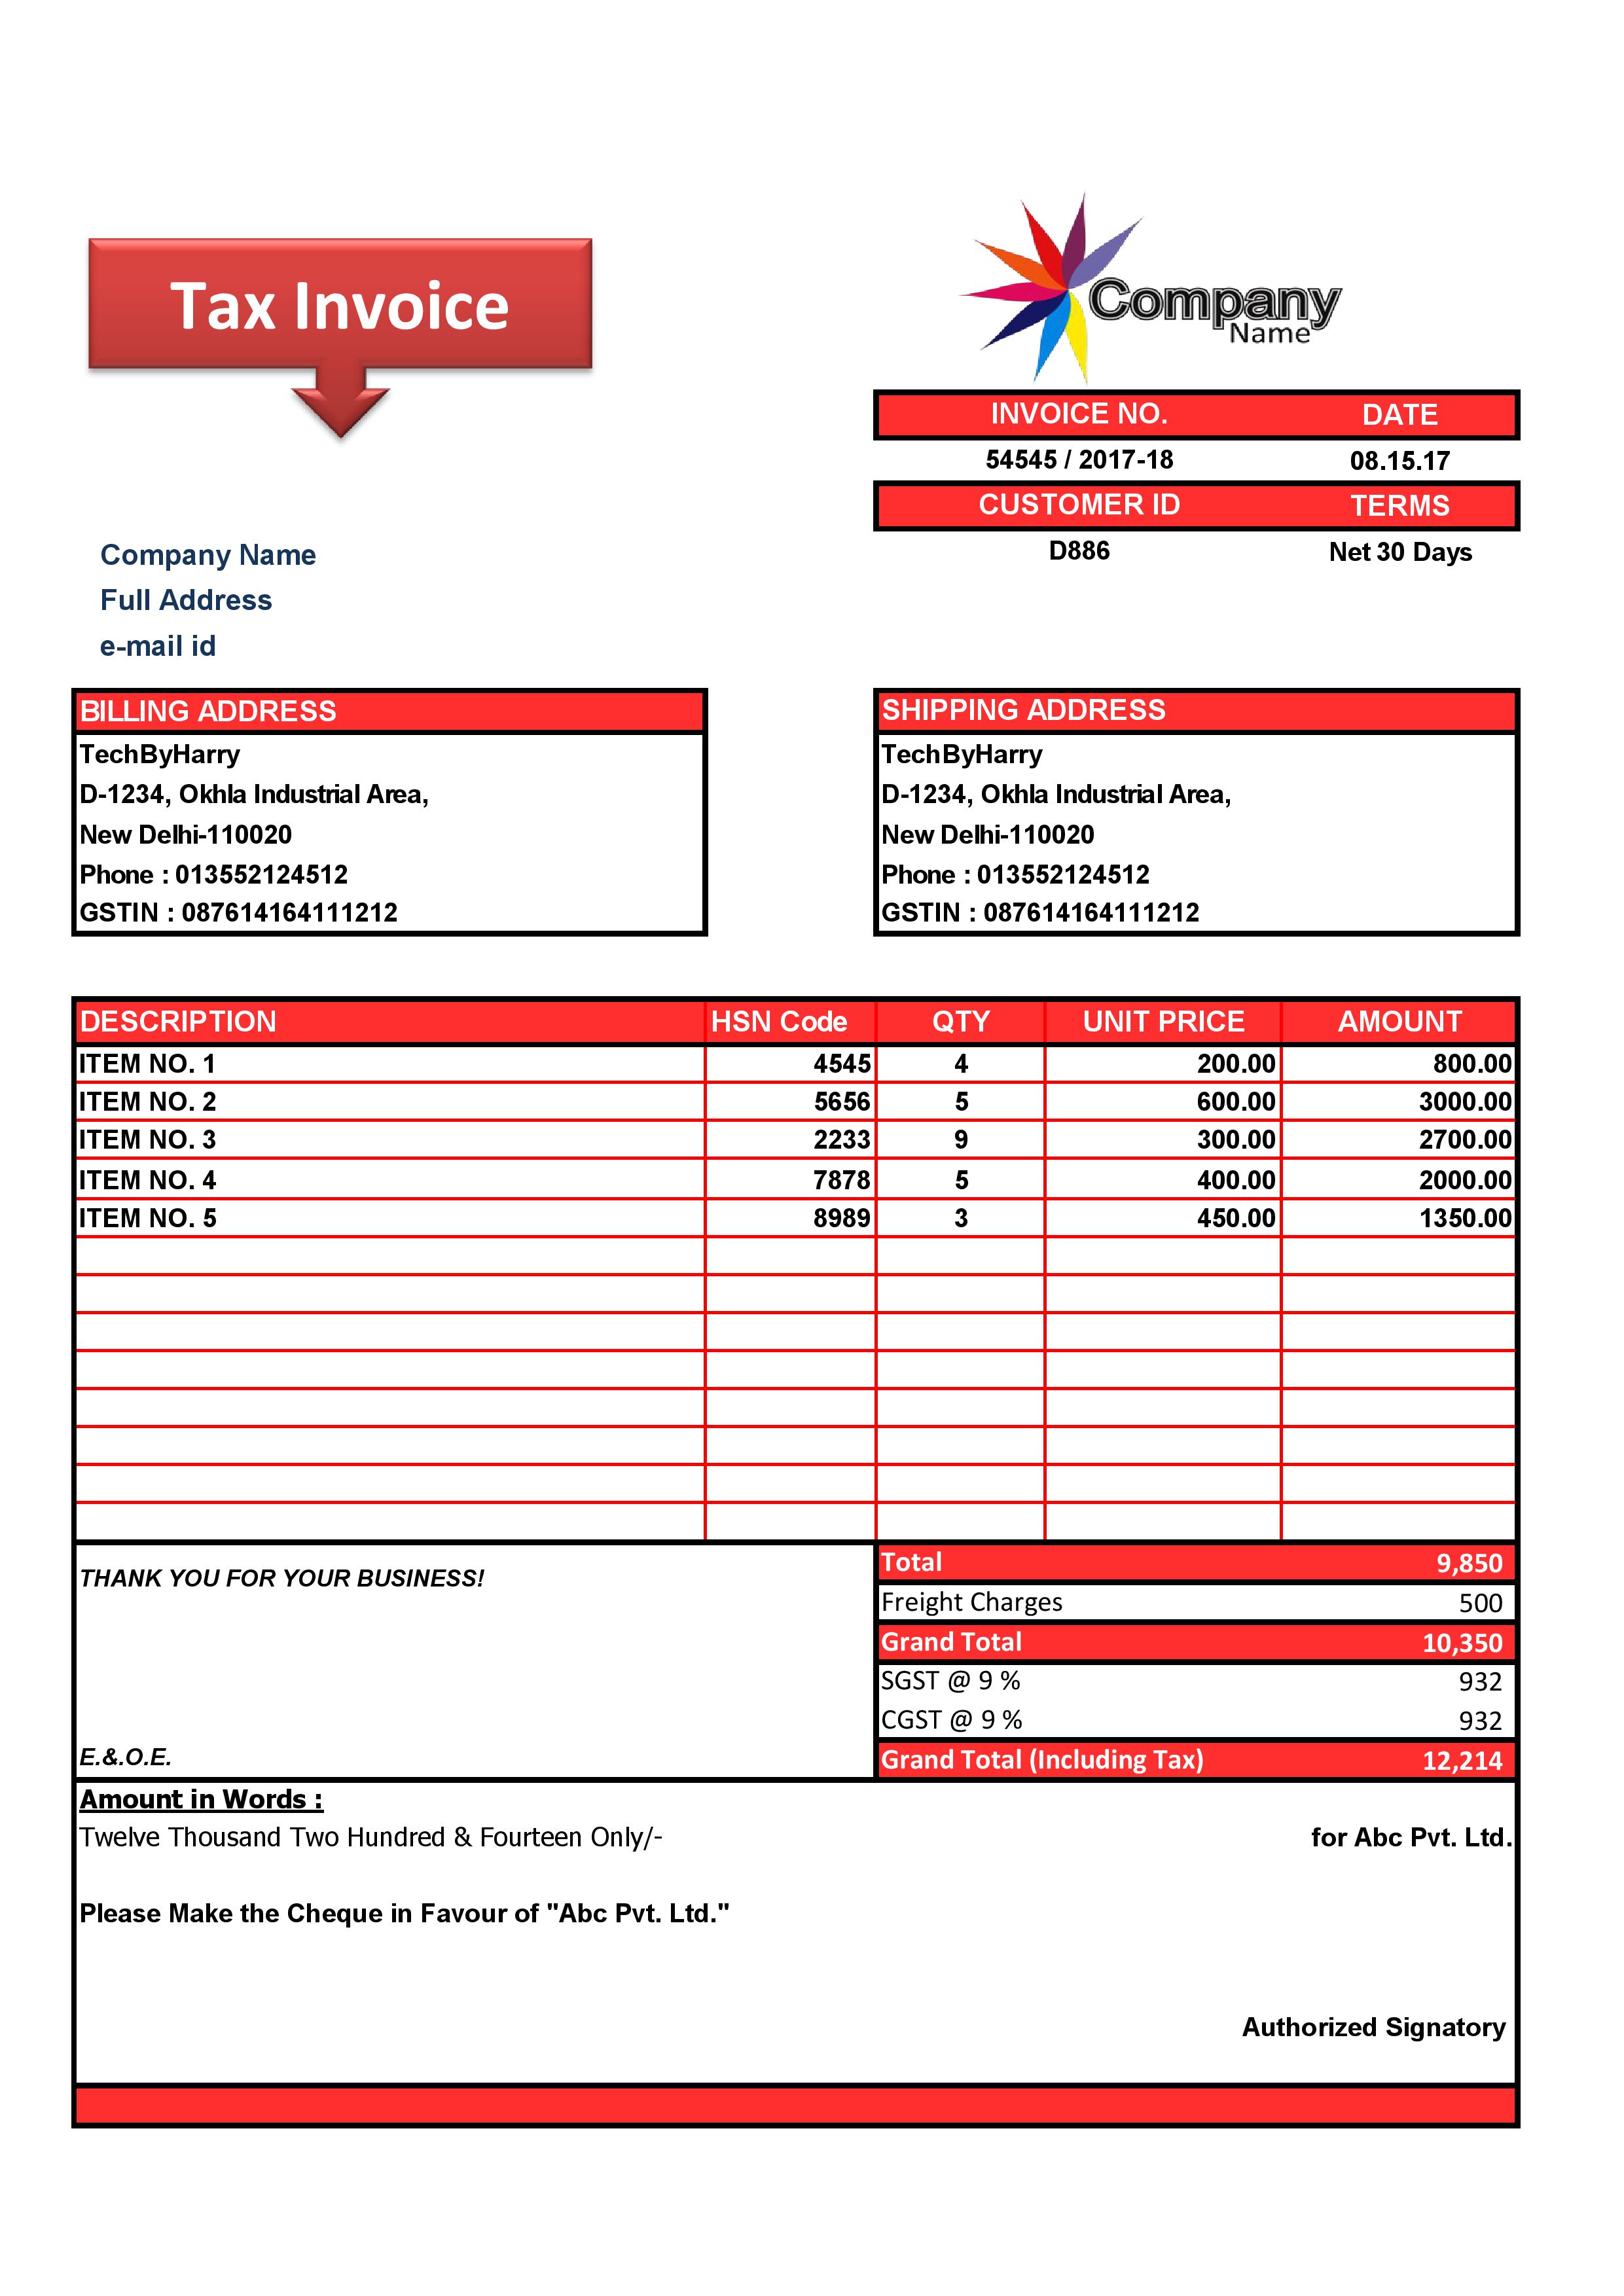 Tax Invoice
Company
Name
INVOICE NO. DATE
54545 / 2017-18 08.15.17
CUSTOMER ID TERMS
D886 Net 30 Days
Company Name
Full Address
e-mail id
BILLING ADDRESS
TechByHarry
D-1234, Okhla Industrial Area,
New Delhi-110020
Phone : 013552124512
GSTIN : 087614164111212
SHIPPING ADDRESS
TechByHarry
D-1234, Okhla Industrial Area,
New Delhi-110020
Phone : 013552124512
GSTIN : 087614164111212
DESCRIPTION HSN Code QTY UNIT PRICE AMOUNT
ITEM NO. 1 4545 4 200.00 800.00
ITEM NO. 2 5656 5 600.00 3000.00
ITEM NO. 3 2233 9 300.00 2700.00
ITEM NO. 4 7878 5 400.00 2000.00
ITEM NO. 5 8989 3 450.00 1350.00
THANK YOU FOR YOUR BUSINESS!
Total 9,850
Freight Charges 500
Grand Total 10,350
SGST @ 9 % 932
CGST @ 9 % 932
E.&.O.E.
Grand Total (Including Tax) 12,214
Amount in Words :
Twelve Thousand Two Hundred & Fourteen Only/-
for Abc Pvt. Ltd.
Please Make the Cheque in Favour of "Abc Pvt. Ltd."
Authorized Signatory